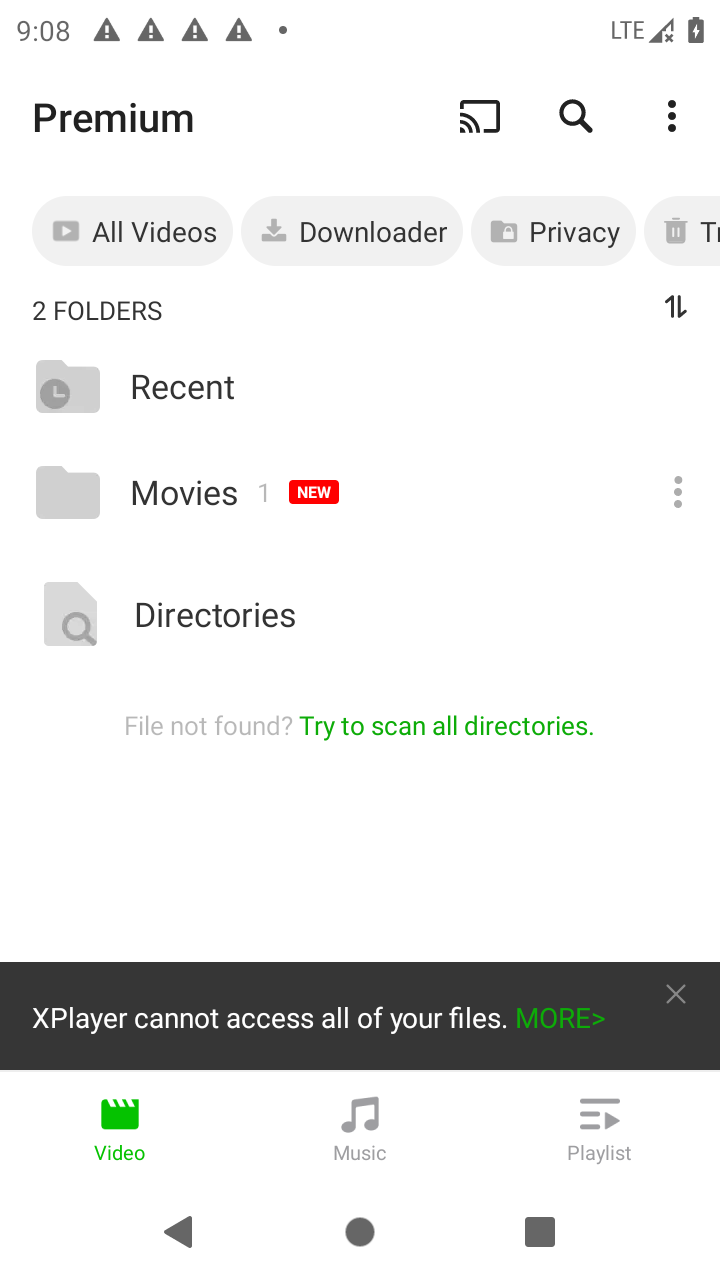 9:08
LTE
Premium
All Videos
Downloader
Privacy
Tr
2 FOLDERS
Recent
Movies 1 NEW
Directories
File not found? Try to scan all directories.
XPlayer cannot access all of your files. MORE>
Video
Music
Playlist